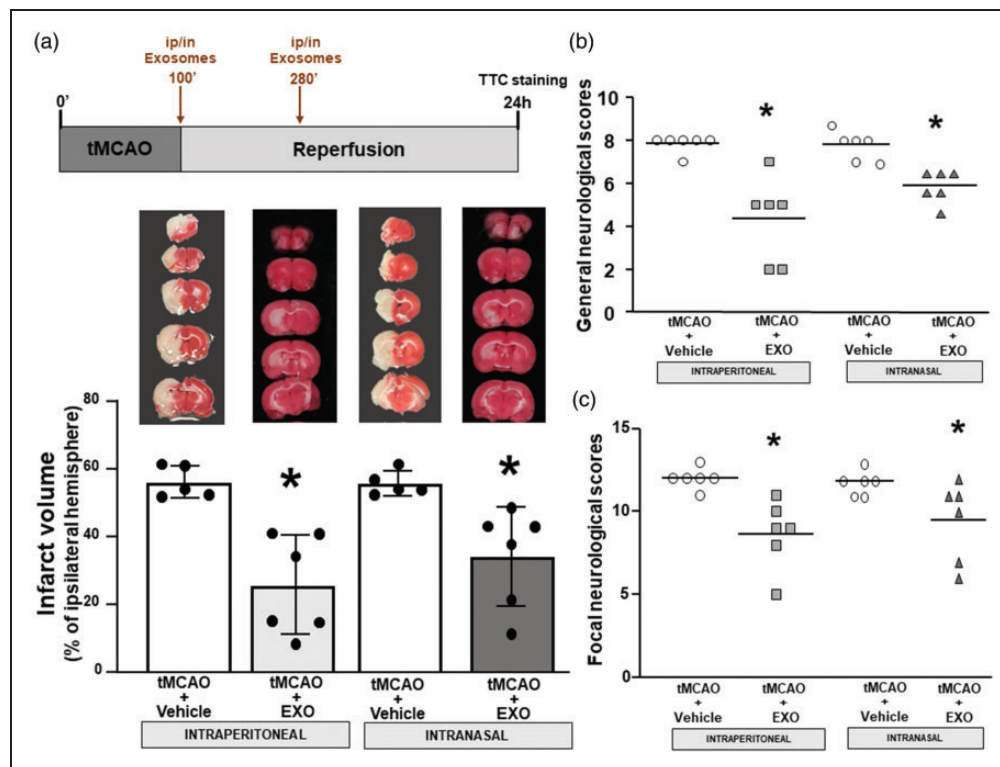 (a)
ip/in
Exosomes
100'
ip/in
Exosomes
280'
TTC staining
0'
24h
tMCAO
Reperfusion
Infarct volume
(% of ipsilateral hemisphere)
80
60
40
20
0
tMCAO
+
Vehicle
tMCAO
+
EXO
tMCAO
+
Vehicle
tMCAO
+
EXO
INTRAPERITONEAL
INTRANASAL
*
*
(b)
General neurological scores
10
8
6
4
2
0
*
*
tMCAO
+
Vehicle
tMCAO
+
EXO
tMCAO
+
Vehicle
tMCAO
+
EXO
INTRAPERITONEAL
INTRANASAL
(c)
Focal neurological scores
15
10
5
0
*
*
tMCAO
+
Vehicle
tMCAO
+
EXO
tMCAO
+
Vehicle
tMCAO
+
EXO
INTRAPERITONEAL
INTRANASAL